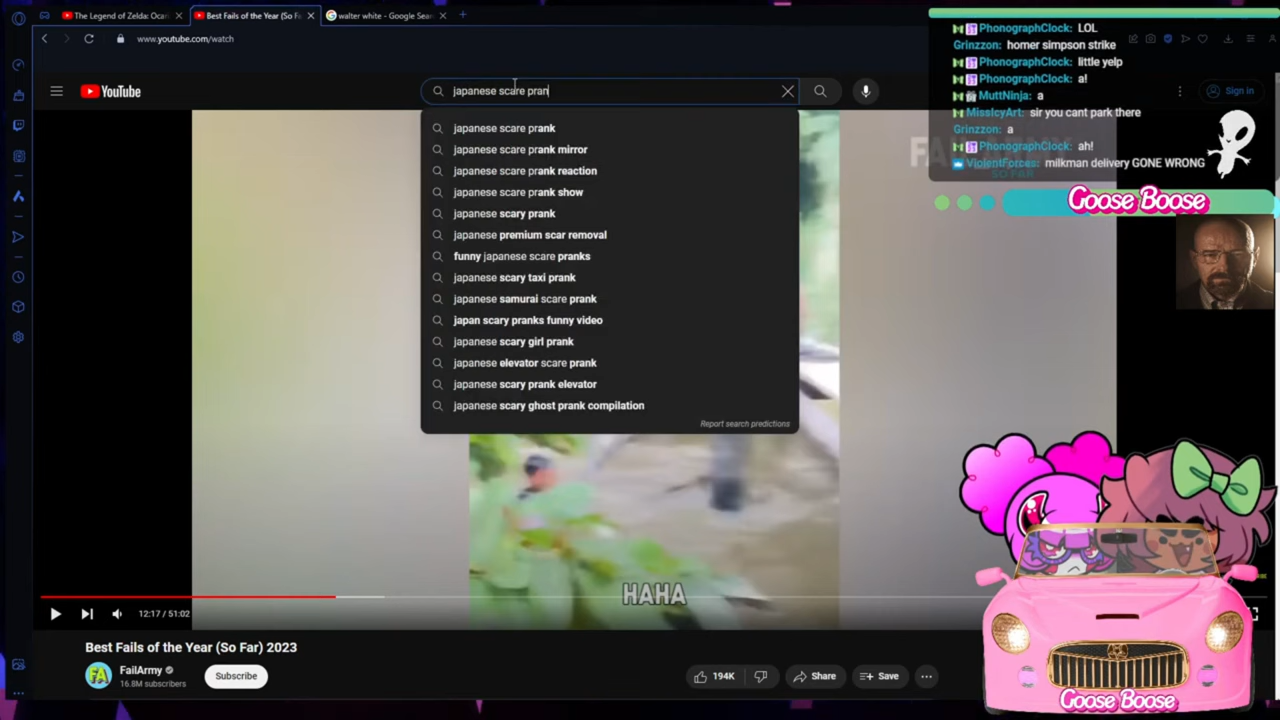 The Legend of Zelda: Ocari
Best Fails of the Year (So Fa
walter white - Google Sear
www.youtube.com/watch
YouTube
japanese scare pran
Sign in
japanese scare prank
japanese scare prank mirror
japanese scare prank reaction
japanese scare prank show
japanese scary prank
japanese premium scar removal
funny japanese scare pranks
japanese scary taxi prank
japanese samurai scare prank
japan scary pranks funny video
japanese scary girl prank
japanese elevator scare prank
japanese scary prank elevator
japanese scary ghost prank compilation
Report search predictions
PhonographClock: LOL
Grinzzon: homer simpson strike
PhonographClock: little yelp
PhonographClock: a!
MuttNinja: a
MissIcyArt: sir you cant park there
Grinzzon: a
PhonographClock: ah!
ViolentForces: milkman delivery GONE WRONG
SO FAR
Goose Boose
HAHA
12:17 / 51:02
Best Fails of the Year (So Far) 2023
FA
FailArmy
16.8M subscribers
Subscribe
194K
Share
Save
Goose Boose